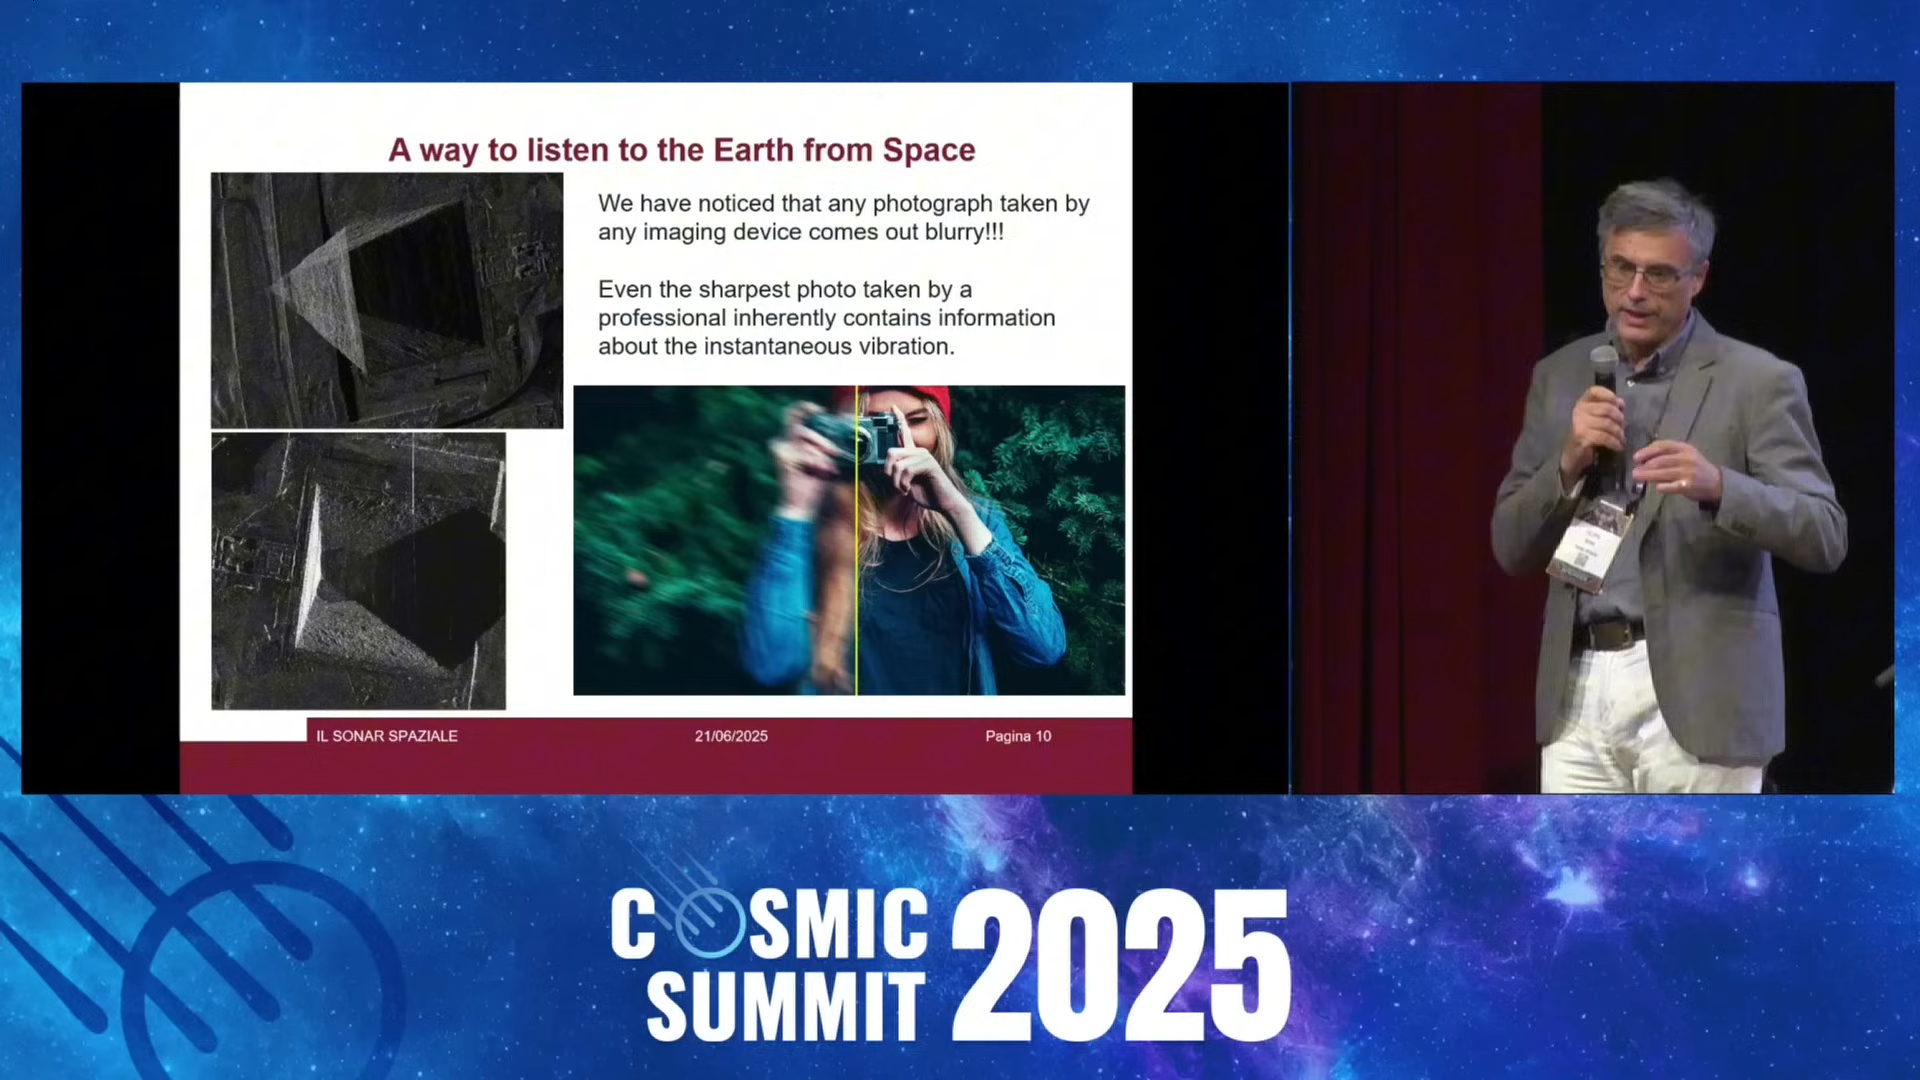 A way to listen to the Earth from Space
We have noticed that any photograph taken by
any imaging device comes out blurry!!!
Even the sharpest photo taken by a
professional inherently contains information
about the instantaneous vibration.
IL SONAR SPAZIALE
21/06/2025
Pagina 10
COSMIC
SUMMIT
2025